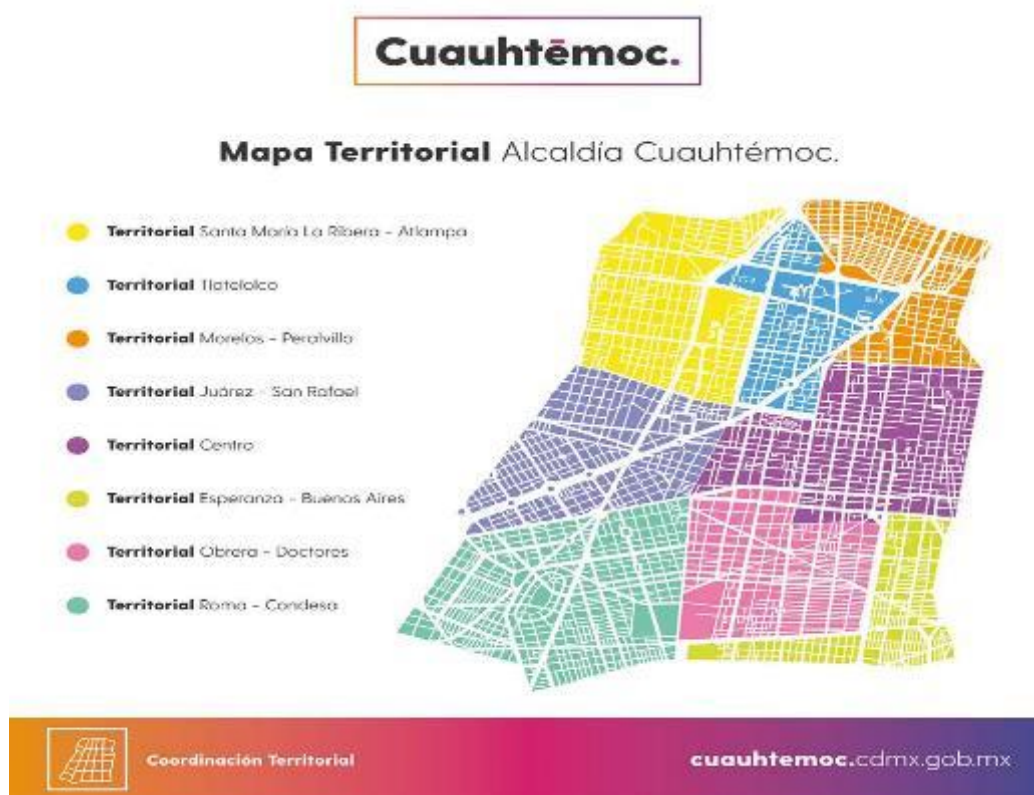 Cuauhtēmoc.
Mapa Territorial Alcaldía Cuauhtémoc.
Territorial Santa María La Ribera - Atlampa
Territorial Tlatelolco
Territorial Morelos - Peralvillo
Territorial Juárez - San Rafael
Territorial Centro
Territorial Esperanza - Buenos Aires
Territorial Obrera - Doctores
Territorial Roma - Condesa
Coordinación Territorial
cuauhtemoc.cdmx.gob.mx